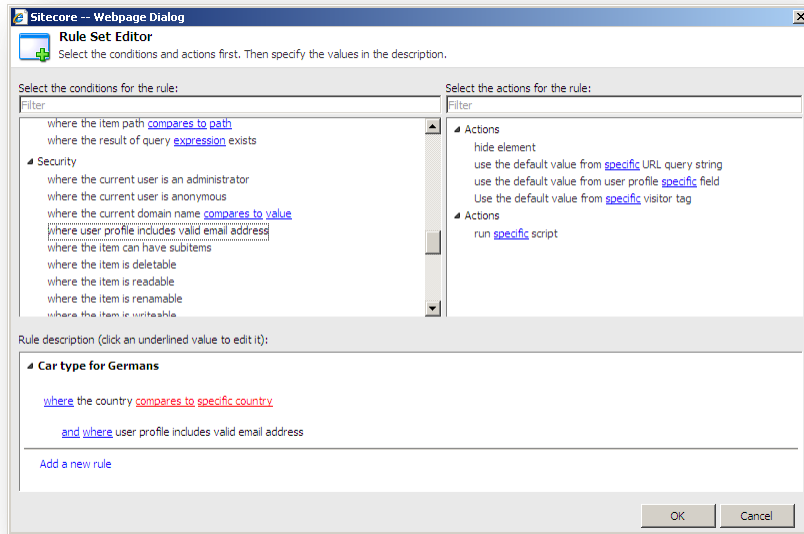 Sitecore -- Webpage Dialog
Rule Set Editor
Select the conditions and actions first. Then specify the values in the description.
Select the conditions for the rule:
Filter
where the item path compares to path
where the result of query expression exists
Security
where the current user is an administrator
where the current user is anonymous
where the current domain name compares to value
where user profile includes valid email address
where the item can have subitems
where the item is deletable
where the item is readable
where the item is renamable
where the item is writeable
Select the actions for the rule:
Filter
Actions
hide element
use the default value from specific URL query string
use the default value from user profile specific field
Use the default value from specific visitor tag
Actions
run specific script
Rule description (click an underlined value to edit it):
Car type for Germans
where the country compares to specific country
and where user profile includes valid email address
Add a new rule
OK
Cancel